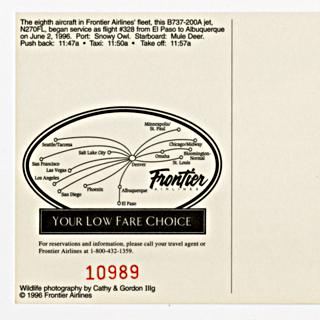 The eighth aircraft in Frontier Airlines' fleet, this B737-200A jet,
N270FL, began service as flight #328 from El Paso to Albuquerque
on June 2, 1996. Port: Snowy Owl. Starboard: Mule Deer.
Push back: 11:47a • Taxi: 11:50a • Take off: 11:57a
Minneapolis/
St. Paul
Seattle/Tacoma
Chicago/Midway
Salt Lake City
Bloomington-
Normal
Omaha
Denver
St. Louis
San Francisco
Las Vegas
Los Angeles
Phoenix
San Diego
Albuquerque
El Paso
Frontier
AIRLINES
YOUR LOW FARE CHOICE
For reservations and information, please call your travel agent or
Frontier Airlines at 1-800-432-1359.
10989
Wildlife photography by Cathy & Gordon Illg
© 1996 Frontier Airlines